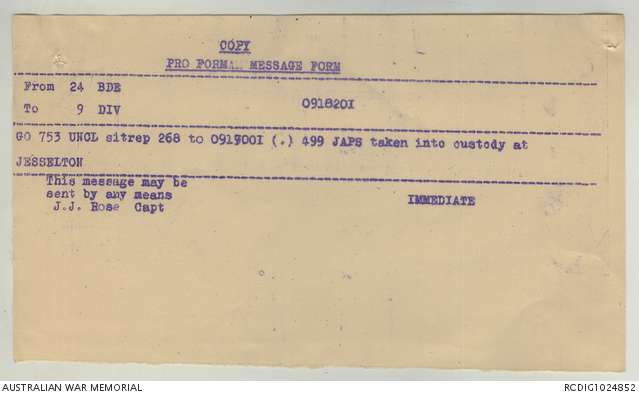 COPY
PRO FORMA MESSAGE FORM
From 24 BDE
To 9 DIV 091820I
GO 753 UNCL sitrep 268 to 091900I (.) 499 JAPS taken into custody at
JESSELTON
This message may be
sent by any means
J.J. Rose Capt IMMEDIATE
AUSTRALIAN WAR MEMORIAL RCDIG1024852